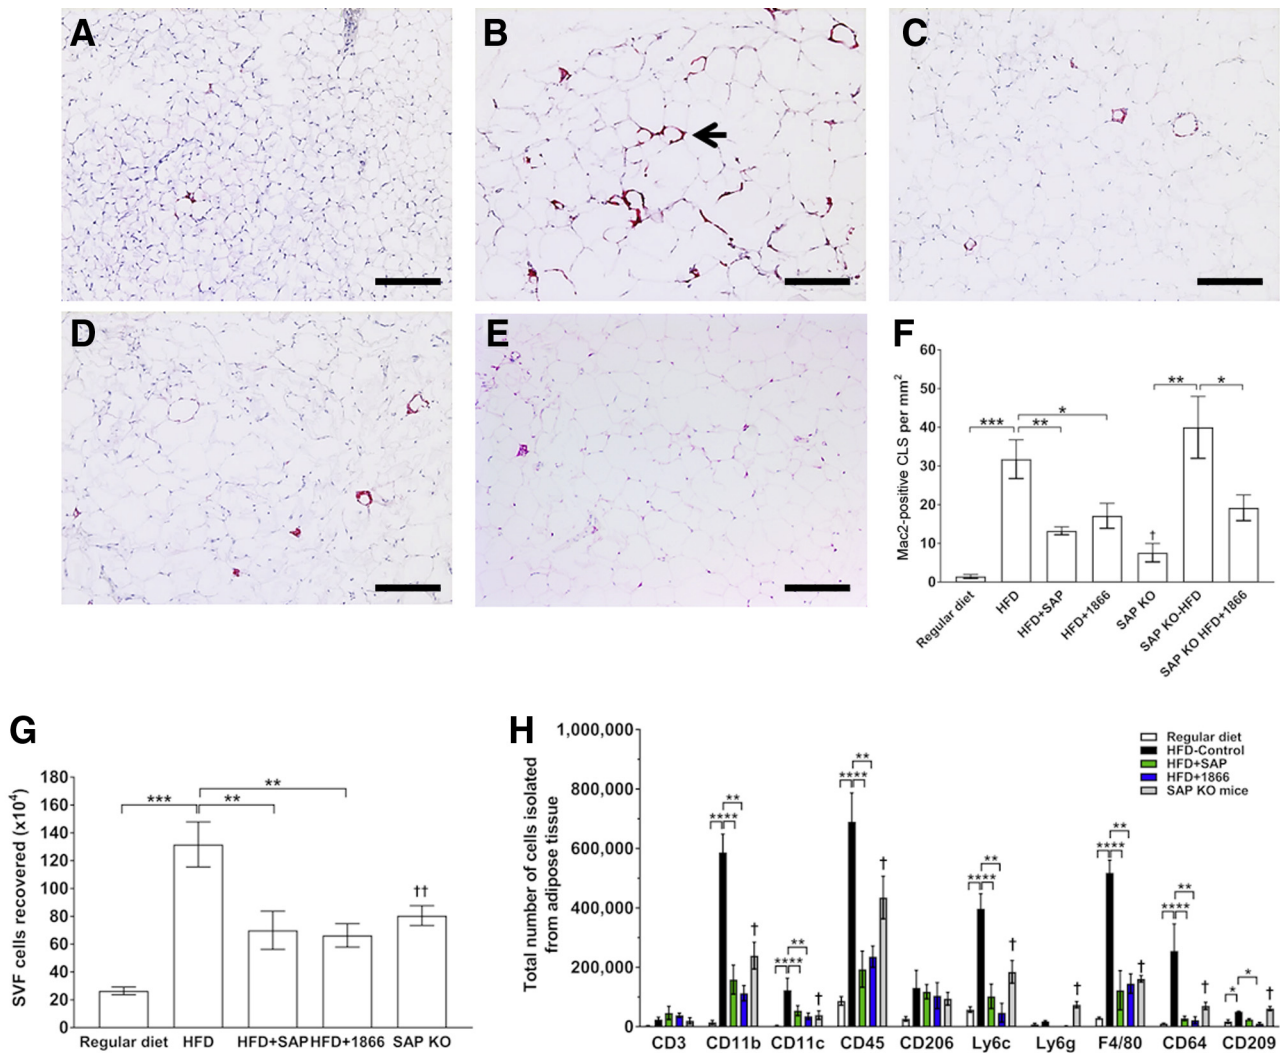 A
B
C
D
E
F
Mac2-positive CLS per mm2
60
50
40
30
20
10
0
***
**
*
†
**
*
Regular diet
HFD
HFD+SAP
HFD+1866
SAP KO
SAP KO-HFD
SAP KO HFD+1866
G
SVF cells recovered (x10⁴)
180
160
140
120
100
80
60
40
20
0
***
**
**
††
Regular diet
HFD
HFD+SAP
HFD+1866
SAP KO
H
Total number of cells isolated
from adipose tissue
1,000,000
800,000
600,000
400,000
200,000
0
Regular diet
HFD-Control
HFD+SAP
HFD+1866
SAP KO mice
**
****
†
**
****
†
**
****
†
**
****
†
†
**
****
†
**
****
†
*
*
†
CD3
CD11b
CD11c
CD45
CD206
Ly6c
Ly6g
F4/80
CD64
CD209